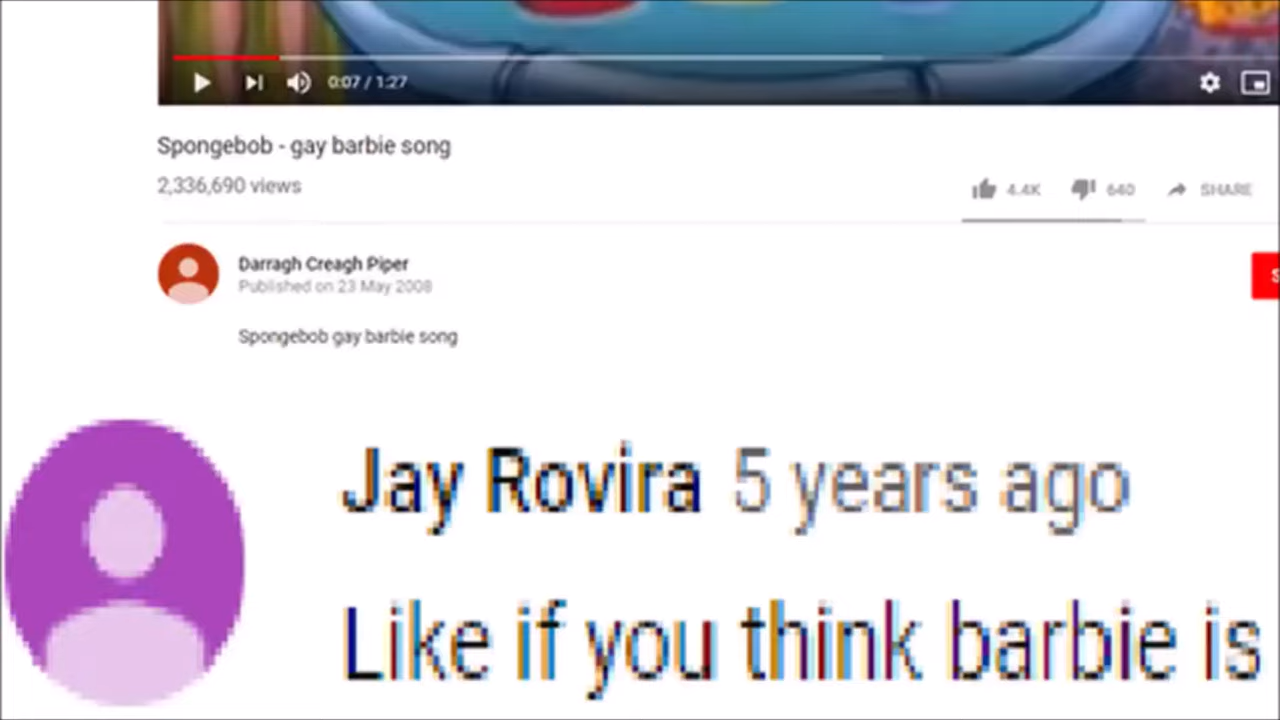 0:07 / 1:27
Spongebob - gay barbie song
2,336,690 views
4.4K 640 SHARE
Darragh Creagh Piper
Published on 23 May 2008
Spongebob gay barbie song
Jay Rovira 5 years ago
Like if you think barbie is